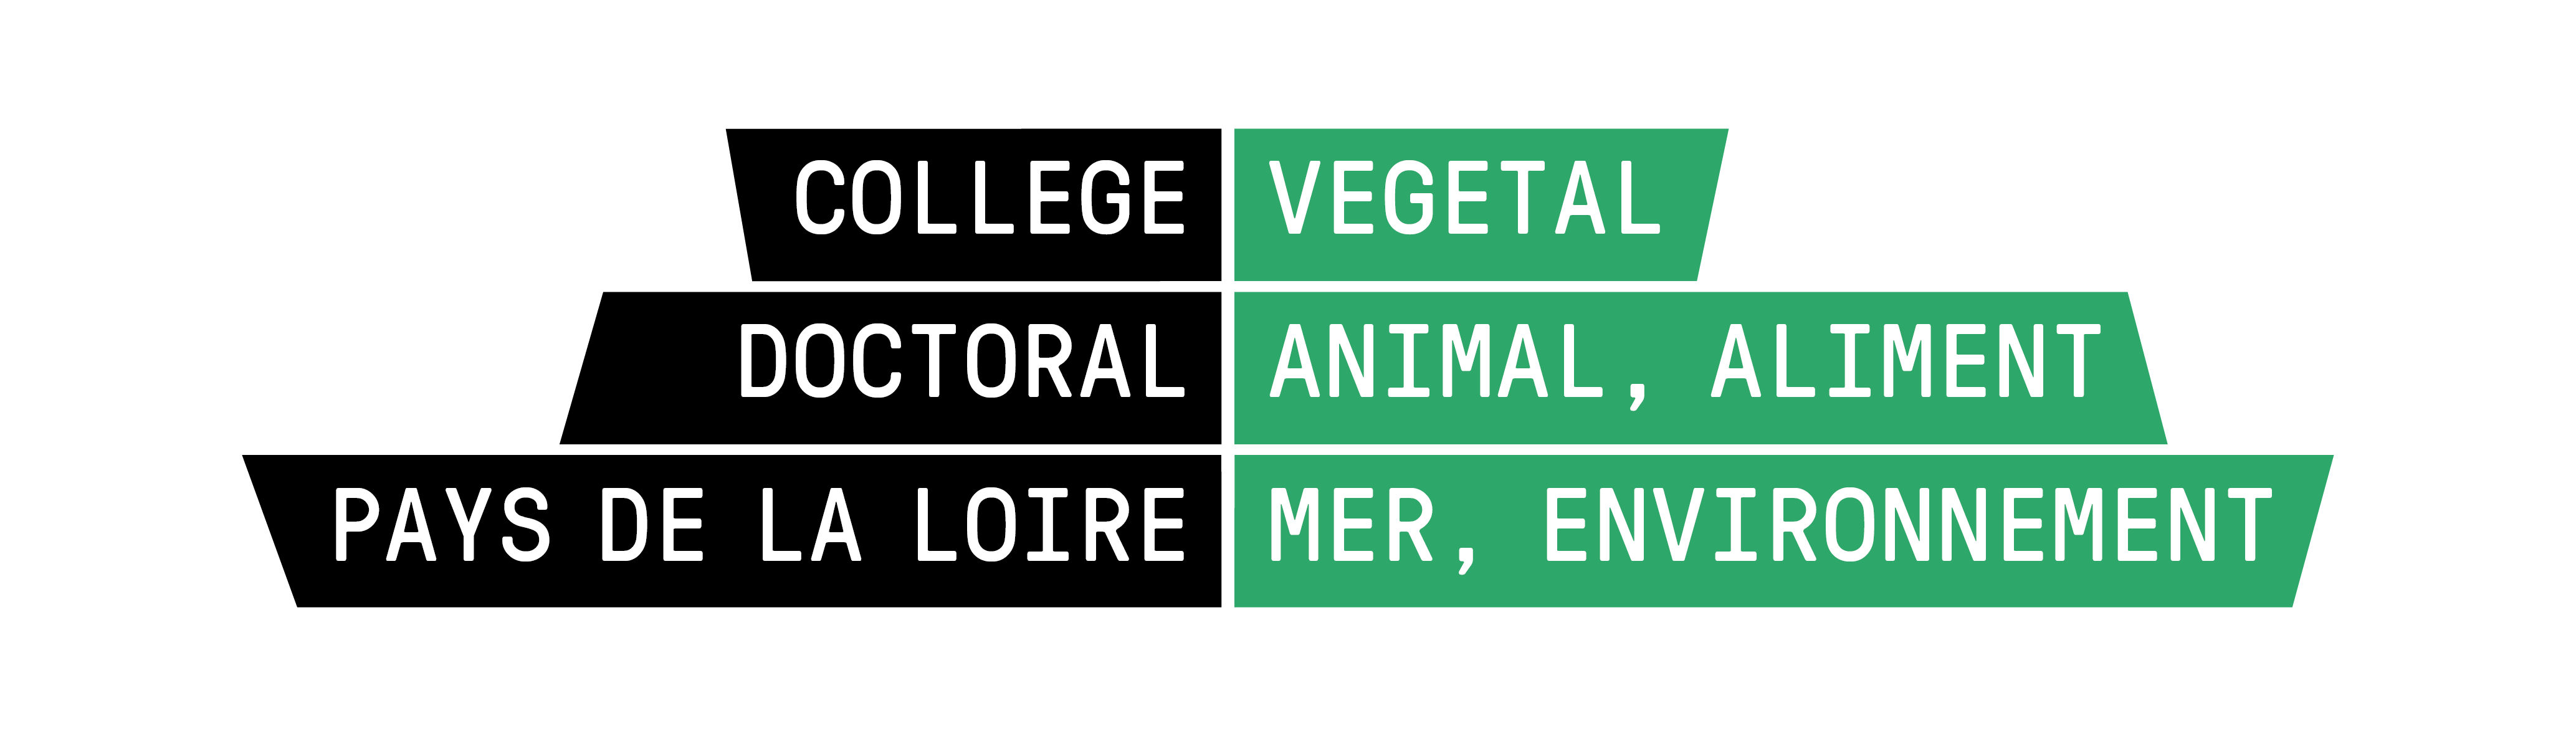 COLLEGE VEGETAL
DOCTORAL ANIMAL, ALIMENT
PAYS DE LA LOIRE MER, ENVIRONNEMENT